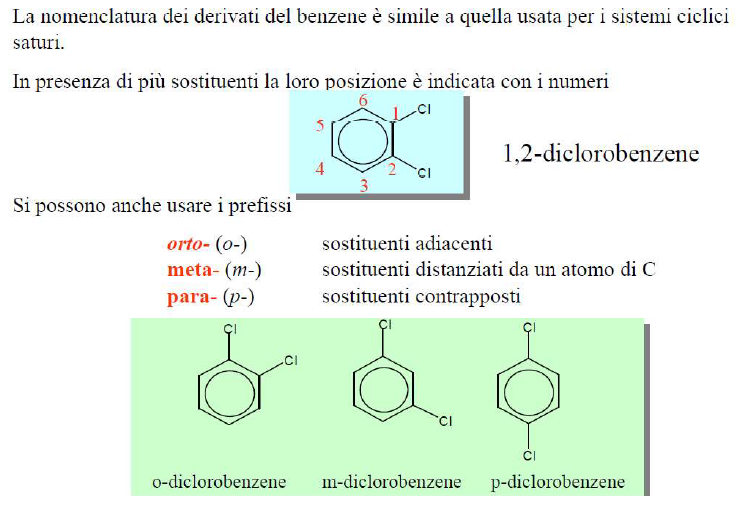 La nomenclatura dei derivati del benzene è simile a quella usata per i sistemi ciclici
saturi.
In presenza di più sostituenti la loro posizione è indicata con i numeri
6
1
Cl
5
4
2
Cl
3
1,2-diclorobenzene
Si possono anche usare i prefissi
orto- (o-) sostituenti adiacenti
meta- (m-) sostituenti distanziati da un atomo di C
para- (p-) sostituenti contrapposti
Cl Cl Cl
Cl
Cl
Cl
o-diclorobenzene m-diclorobenzene p-diclorobenzene